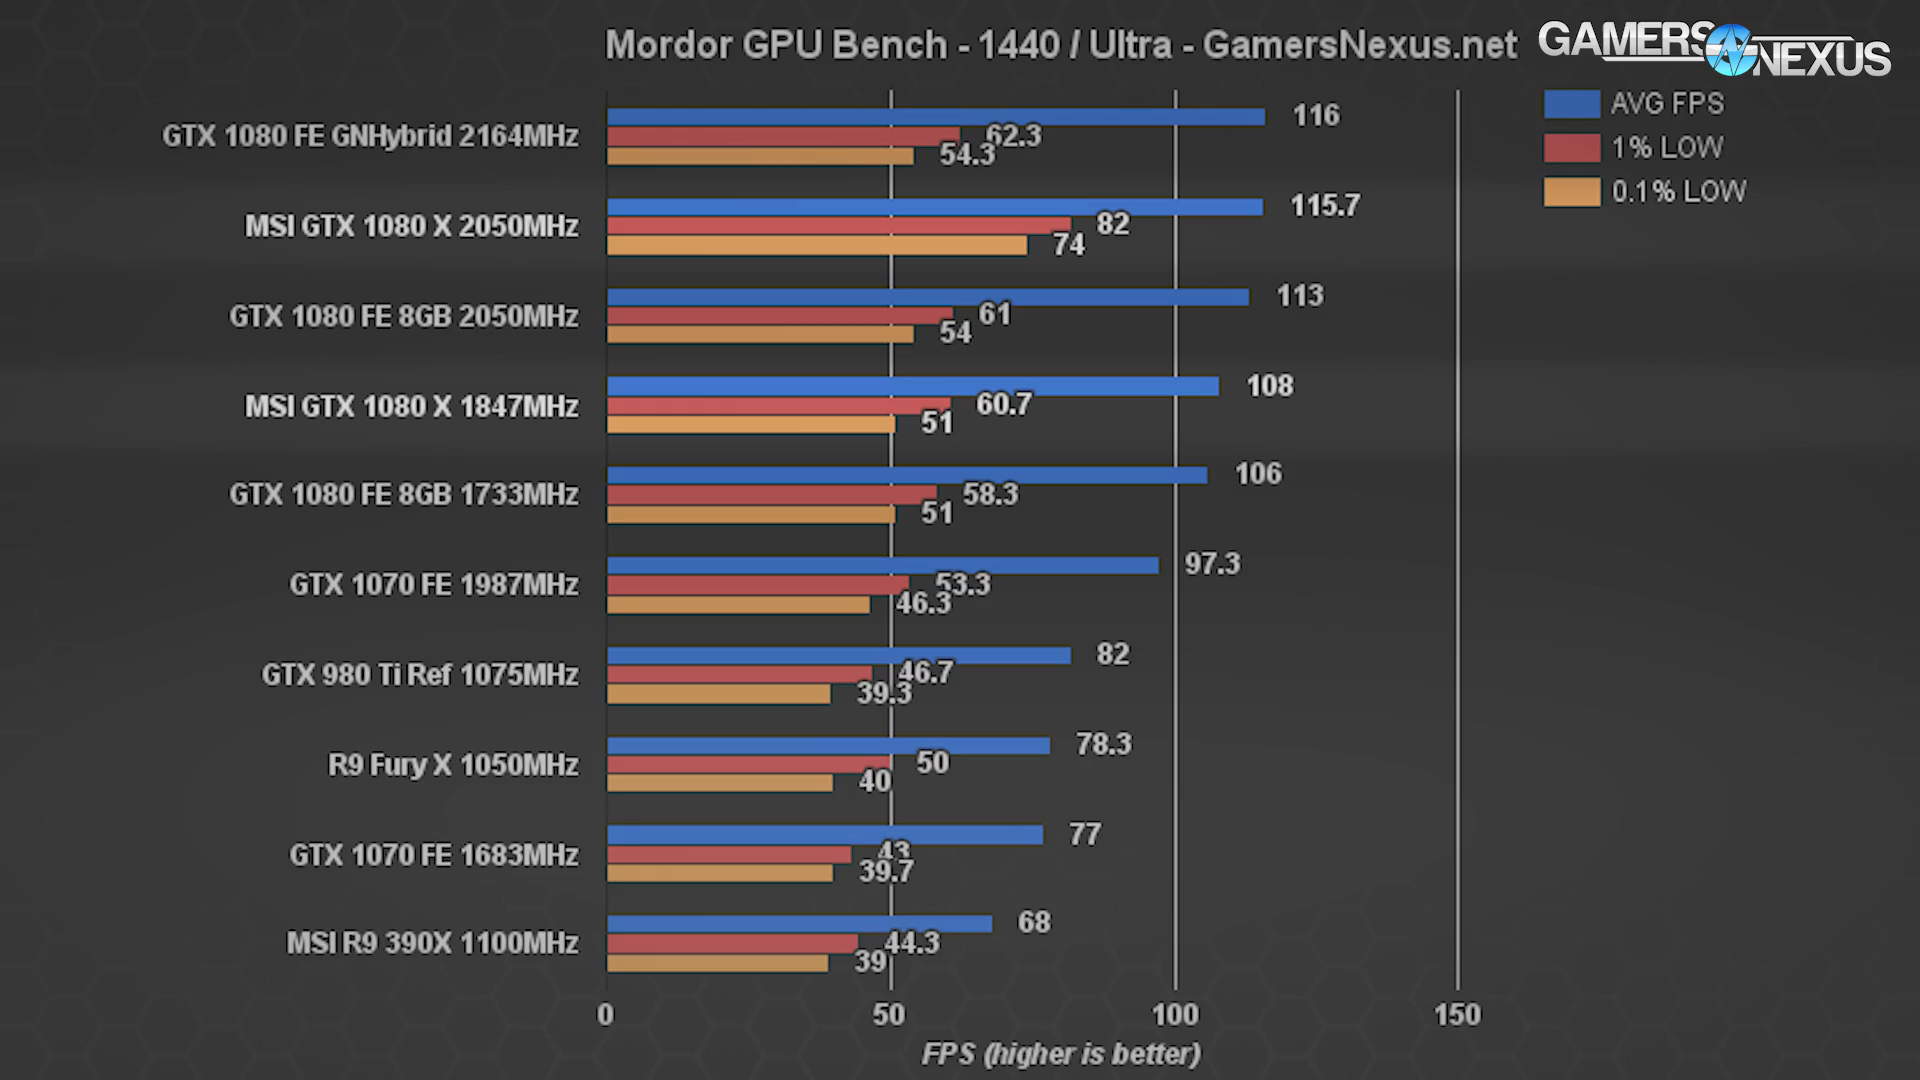 Mordor GPU Bench - 1440 / Ultra - GamersNexus.net
GAMERS NEXUS
AVG FPS
1% LOW
0.1% LOW
GTX 1080 FE GNHybrid 2164MHz
116
62.3
54.3
MSI GTX 1080 X 2050MHz
115.7
82
74
GTX 1080 FE 8GB 2050MHz
113
61
54
MSI GTX 1080 X 1847MHz
108
60.7
51
GTX 1080 FE 8GB 1733MHz
106
58.3
51
GTX 1070 FE 1987MHz
97.3
53.3
46.3
GTX 980 Ti Ref 1075MHz
82
46.7
39.3
R9 Fury X 1050MHz
78.3
50
40
GTX 1070 FE 1683MHz
77
43
39.7
MSI R9 390X 1100MHz
68
44.3
39
0 50 100 150
FPS (higher is better)